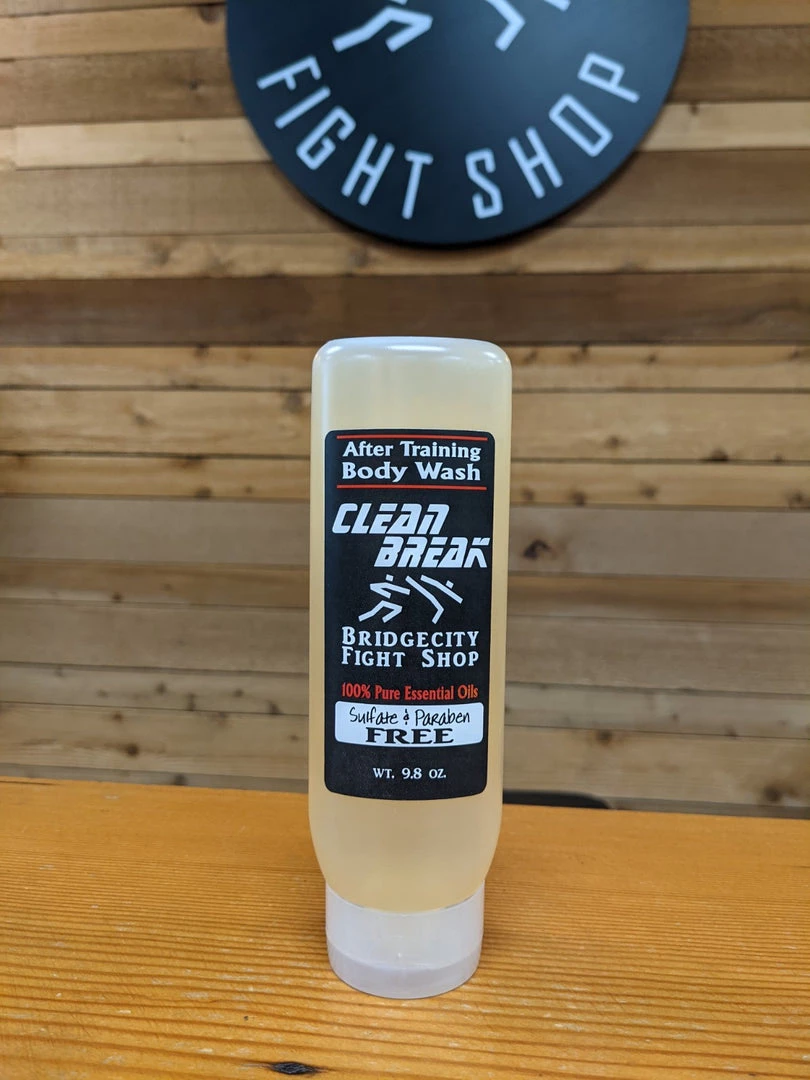 FIGHT SHOP
After Training
Body Wash
CLEAN
BREAK
BRIDGECITY
FIGHT SHOP
100% Pure Essential Oils
Sulfate & Paraben
FREE
WT. 9.8 OZ.